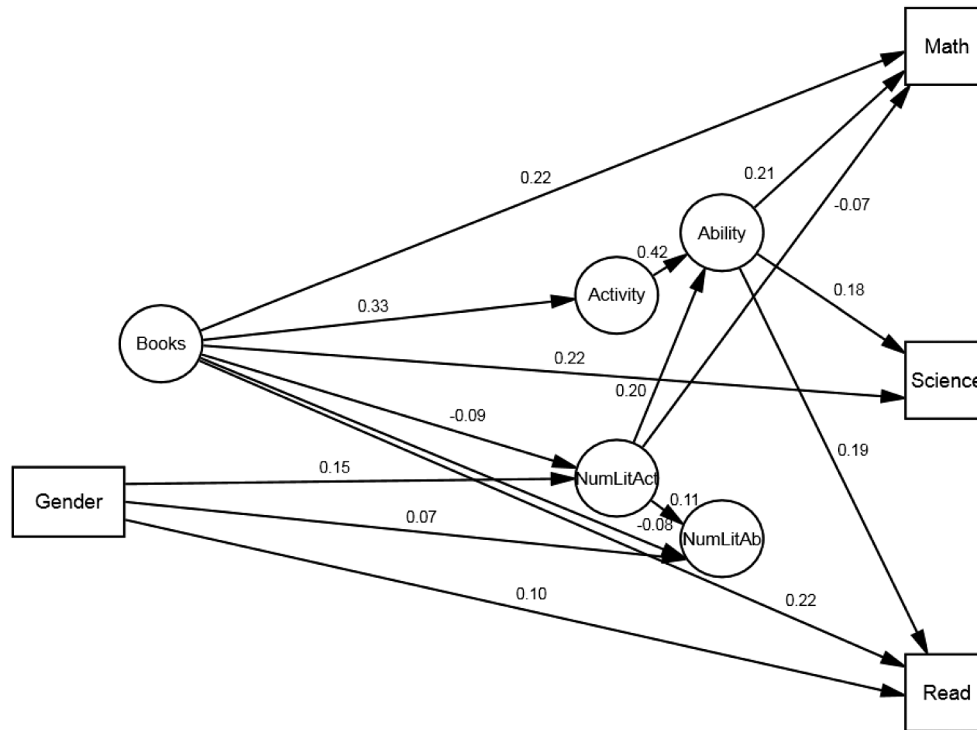 Math
0.22
0.21
-0.07
Ability
0.42
Activity
0.33
0.18
Books
0.22
Science
0.20
-0.09
0.19
0.15
NumLitAct
Gender
0.11
0.07
-0.08
NumLitAb
0.10
0.22
Read